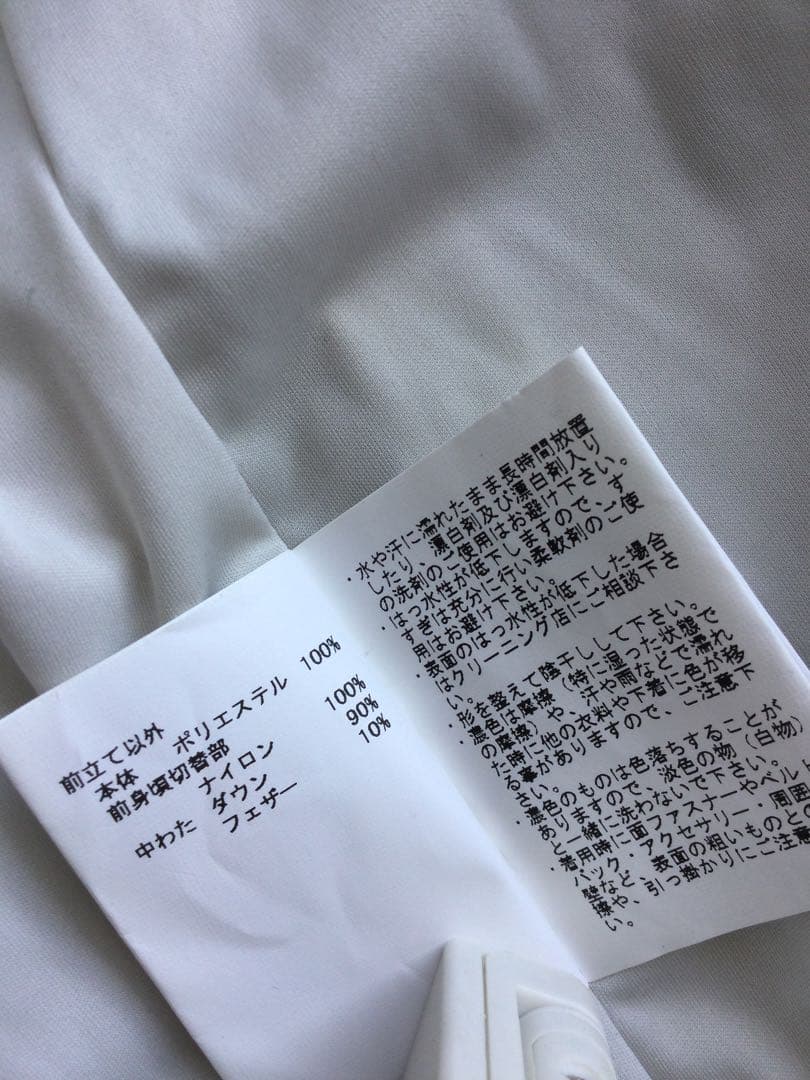 前立て以外
本体　ポリエステル　100%
前身頃切替部
ナイロン　100%
中わた　ダウン　90%
フェザー　10%
・水や汗に濡れたまま長時間放置
したり、漂白剤及び漂白剤入り
の洗剤のご使用はお避け下さい。
はっ水性が低下しますので、す
すぎは充分に行い柔軟剤のご使
用はお避け下さい。
・表面のはっ水性が低下した場合
はクリーニング店にご相談下さ
い。
・形を整えて陰干しして下さい。
・濃色は摩擦（特に湿った状態で
の摩擦）や、汗や雨などで濡れ
た時に他の衣料や下着に色が移
る事がありますので、ご注意下
さい。
・濃色のものは色落ちすることが
ありますので、淡色の物（白物）
と一緒に洗わないで下さい。
・着用時に面ファスナーやベルト
バック・アクセサリー・周囲
壁など、表面の粗いものとの
擦や、引っ掛かりにご注意
い。